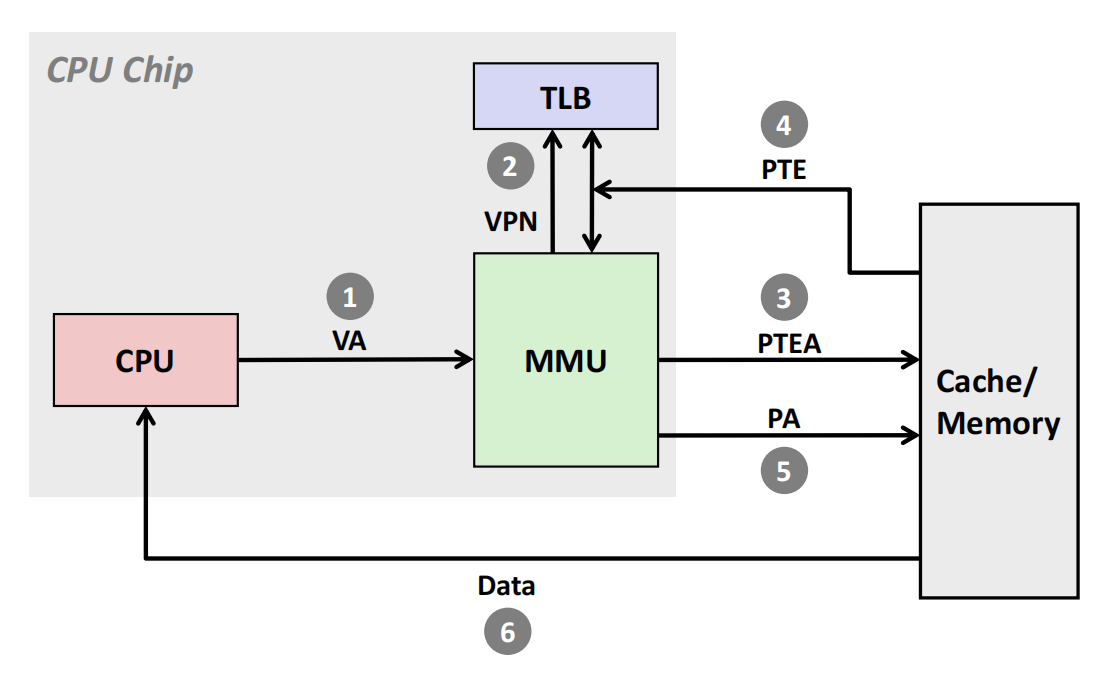 CPU Chip
TLB
4
PTE
2
VPN
1
VA
3
PTEA
CPU
MMU
Cache/
Memory
PA
5
Data
6